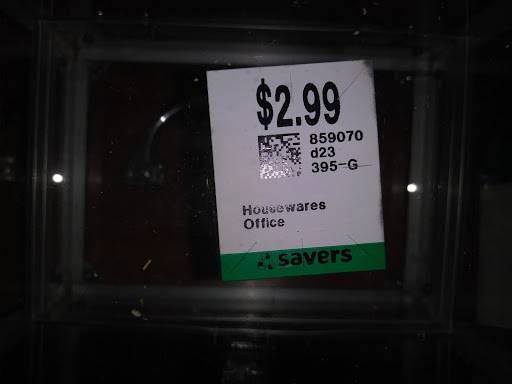 $2.99
859070
d23
395-G
Housewares
Office
savers